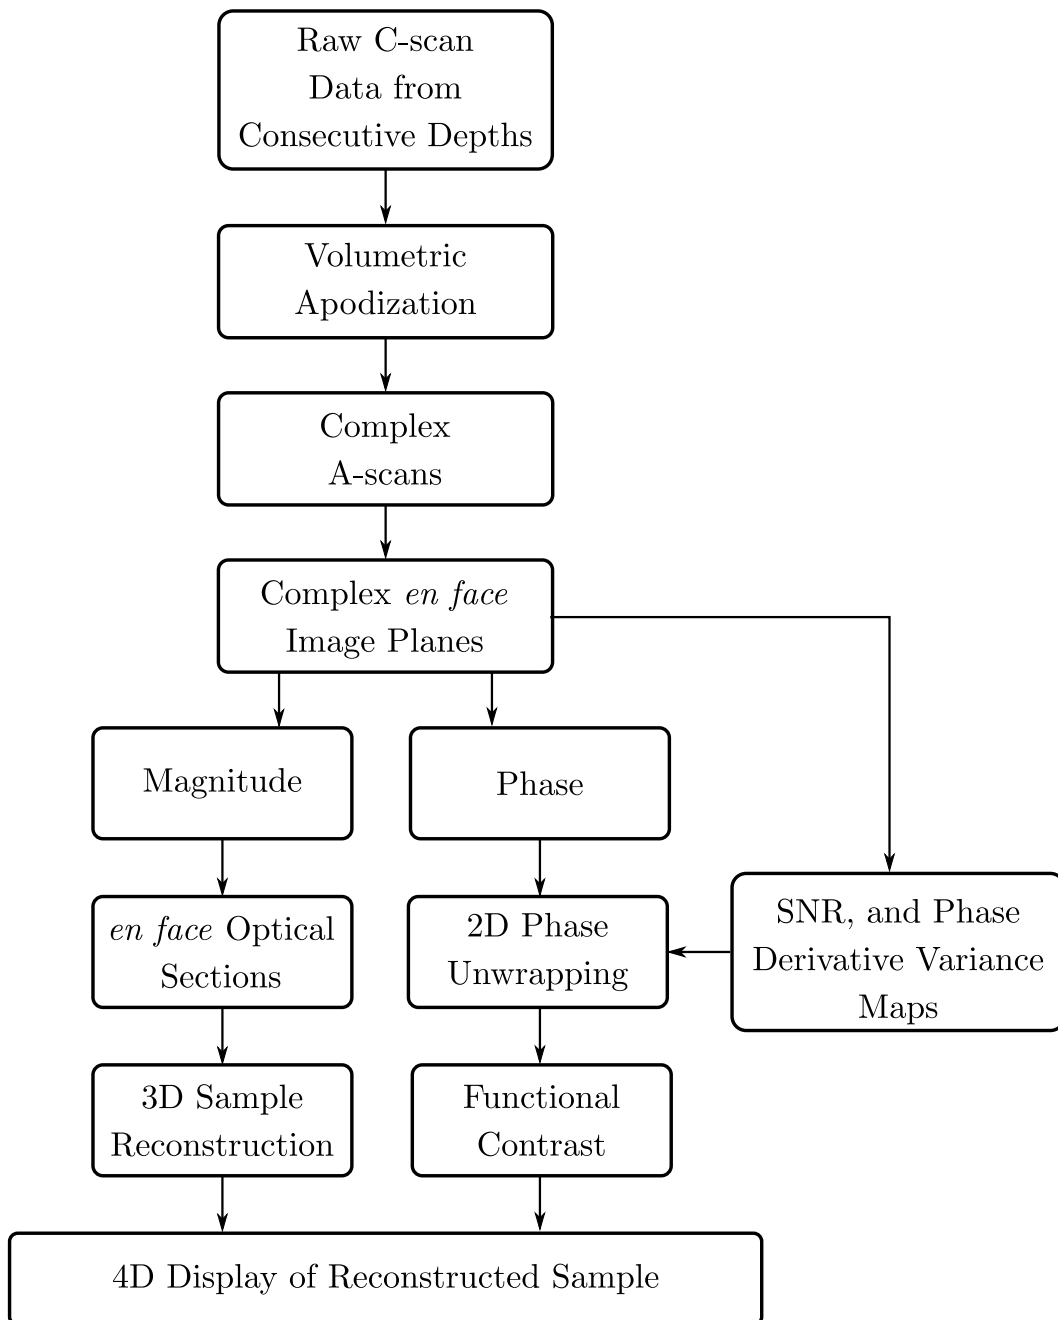 Raw C-scan
Data from
Consecutive Depths
Volumetric
Apodization
Complex
A-scans
Complex en face
Image Planes
Magnitude
Phase
en face Optical
Sections
2D Phase
Unwrapping
SNR, and Phase
Derivative Variance
Maps
3D Sample
Reconstruction
Functional
Contrast
4D Display of Reconstructed Sample